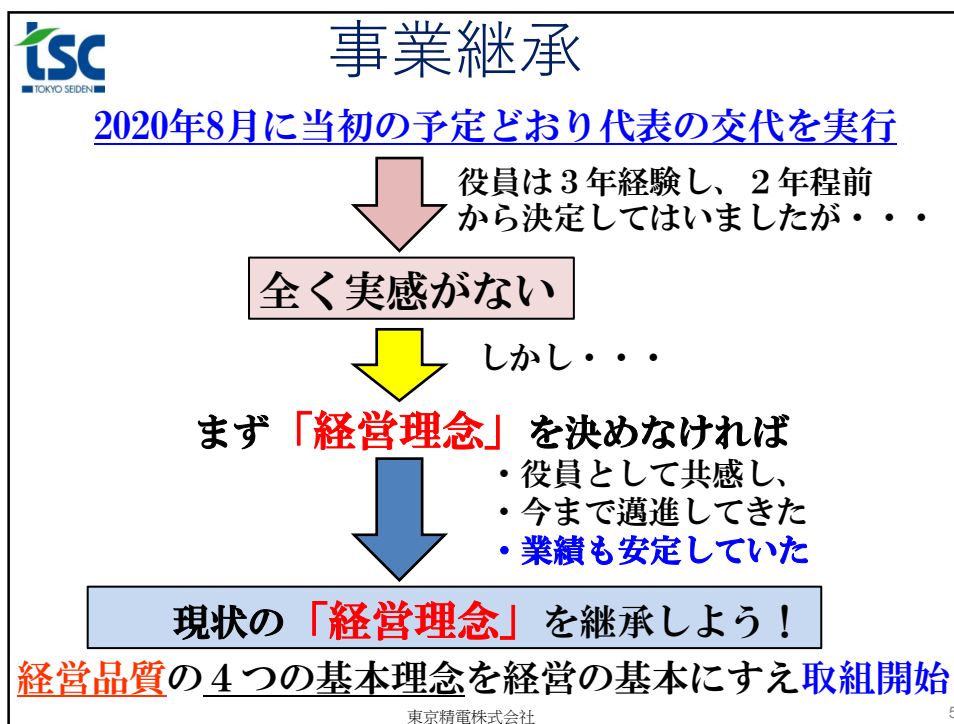 tsc
TOKYO SEIDEN
事業継承
2020年8月に当初の予定どおり代表の交代を実行
役員は３年経験し、２年程前
から決定してはいましたが・・・
全く実感がない
しかし・・・
まず「経営理念」を決めなければ
・役員として共感し、
・今まで邁進してきた
・業績も安定していた
現状の「経営理念」を継承しよう！
経営品質の４つの基本理念を経営の基本にすえ取組開始
東京精電株式会社
5